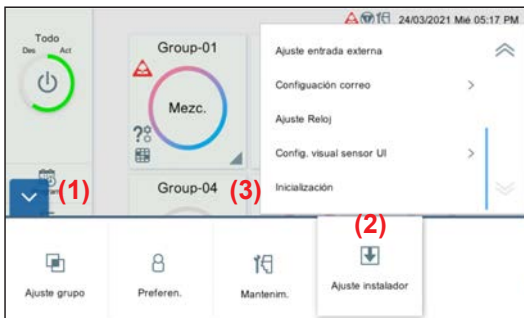 24/03/2021 Mié 05:17 PM
Todo
Des Act
Group-01
Mezc.
Group-04
Ajuste entrada externa
Configuación correo
Ajuste Reloj
Config. visual sensor UI
Inicialización
(1)
(3)
(2)
Ajuste grupo
Preferen.
Mantenim.
Ajuste instalador